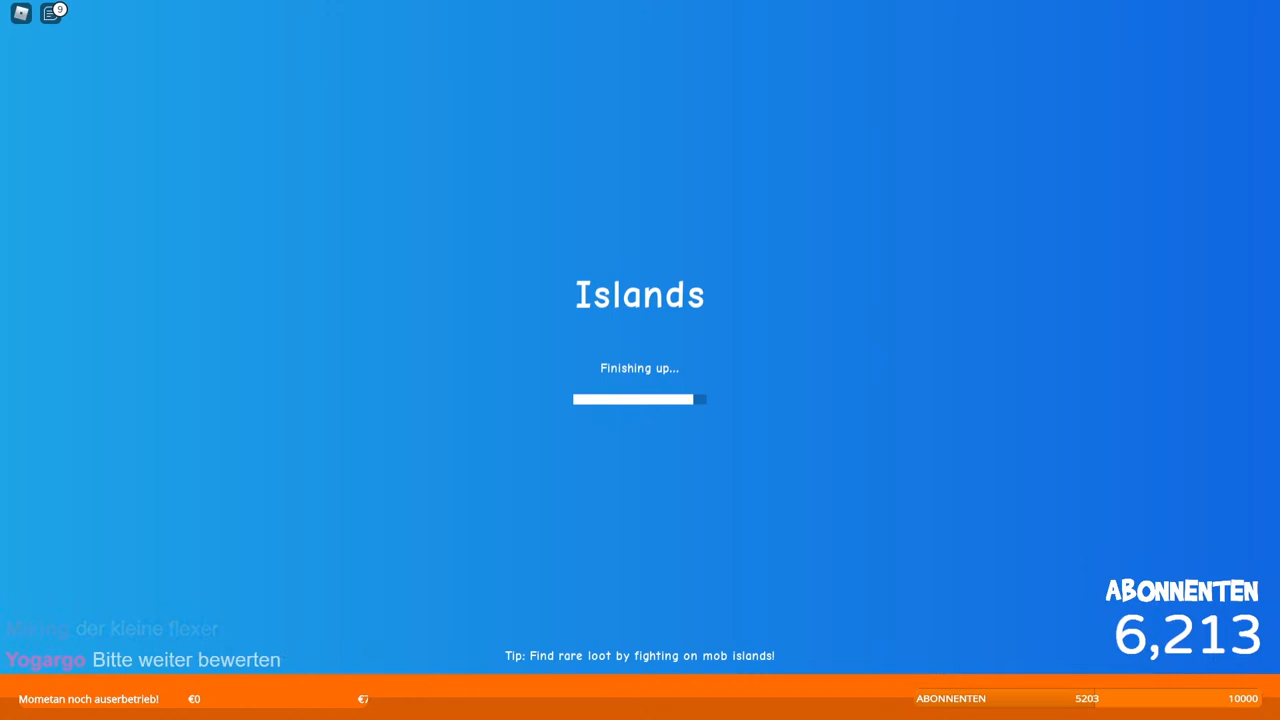 9
Islands
Finishing up...
ABONNENTEN
6,213
der kleine flexer
Yogargo Bitte weiter bewerten
Tip: Find rare loot by fighting on mob islands!
Mometan noch auserbetrieb! €0 €7
ABONNENTEN 5203 10000